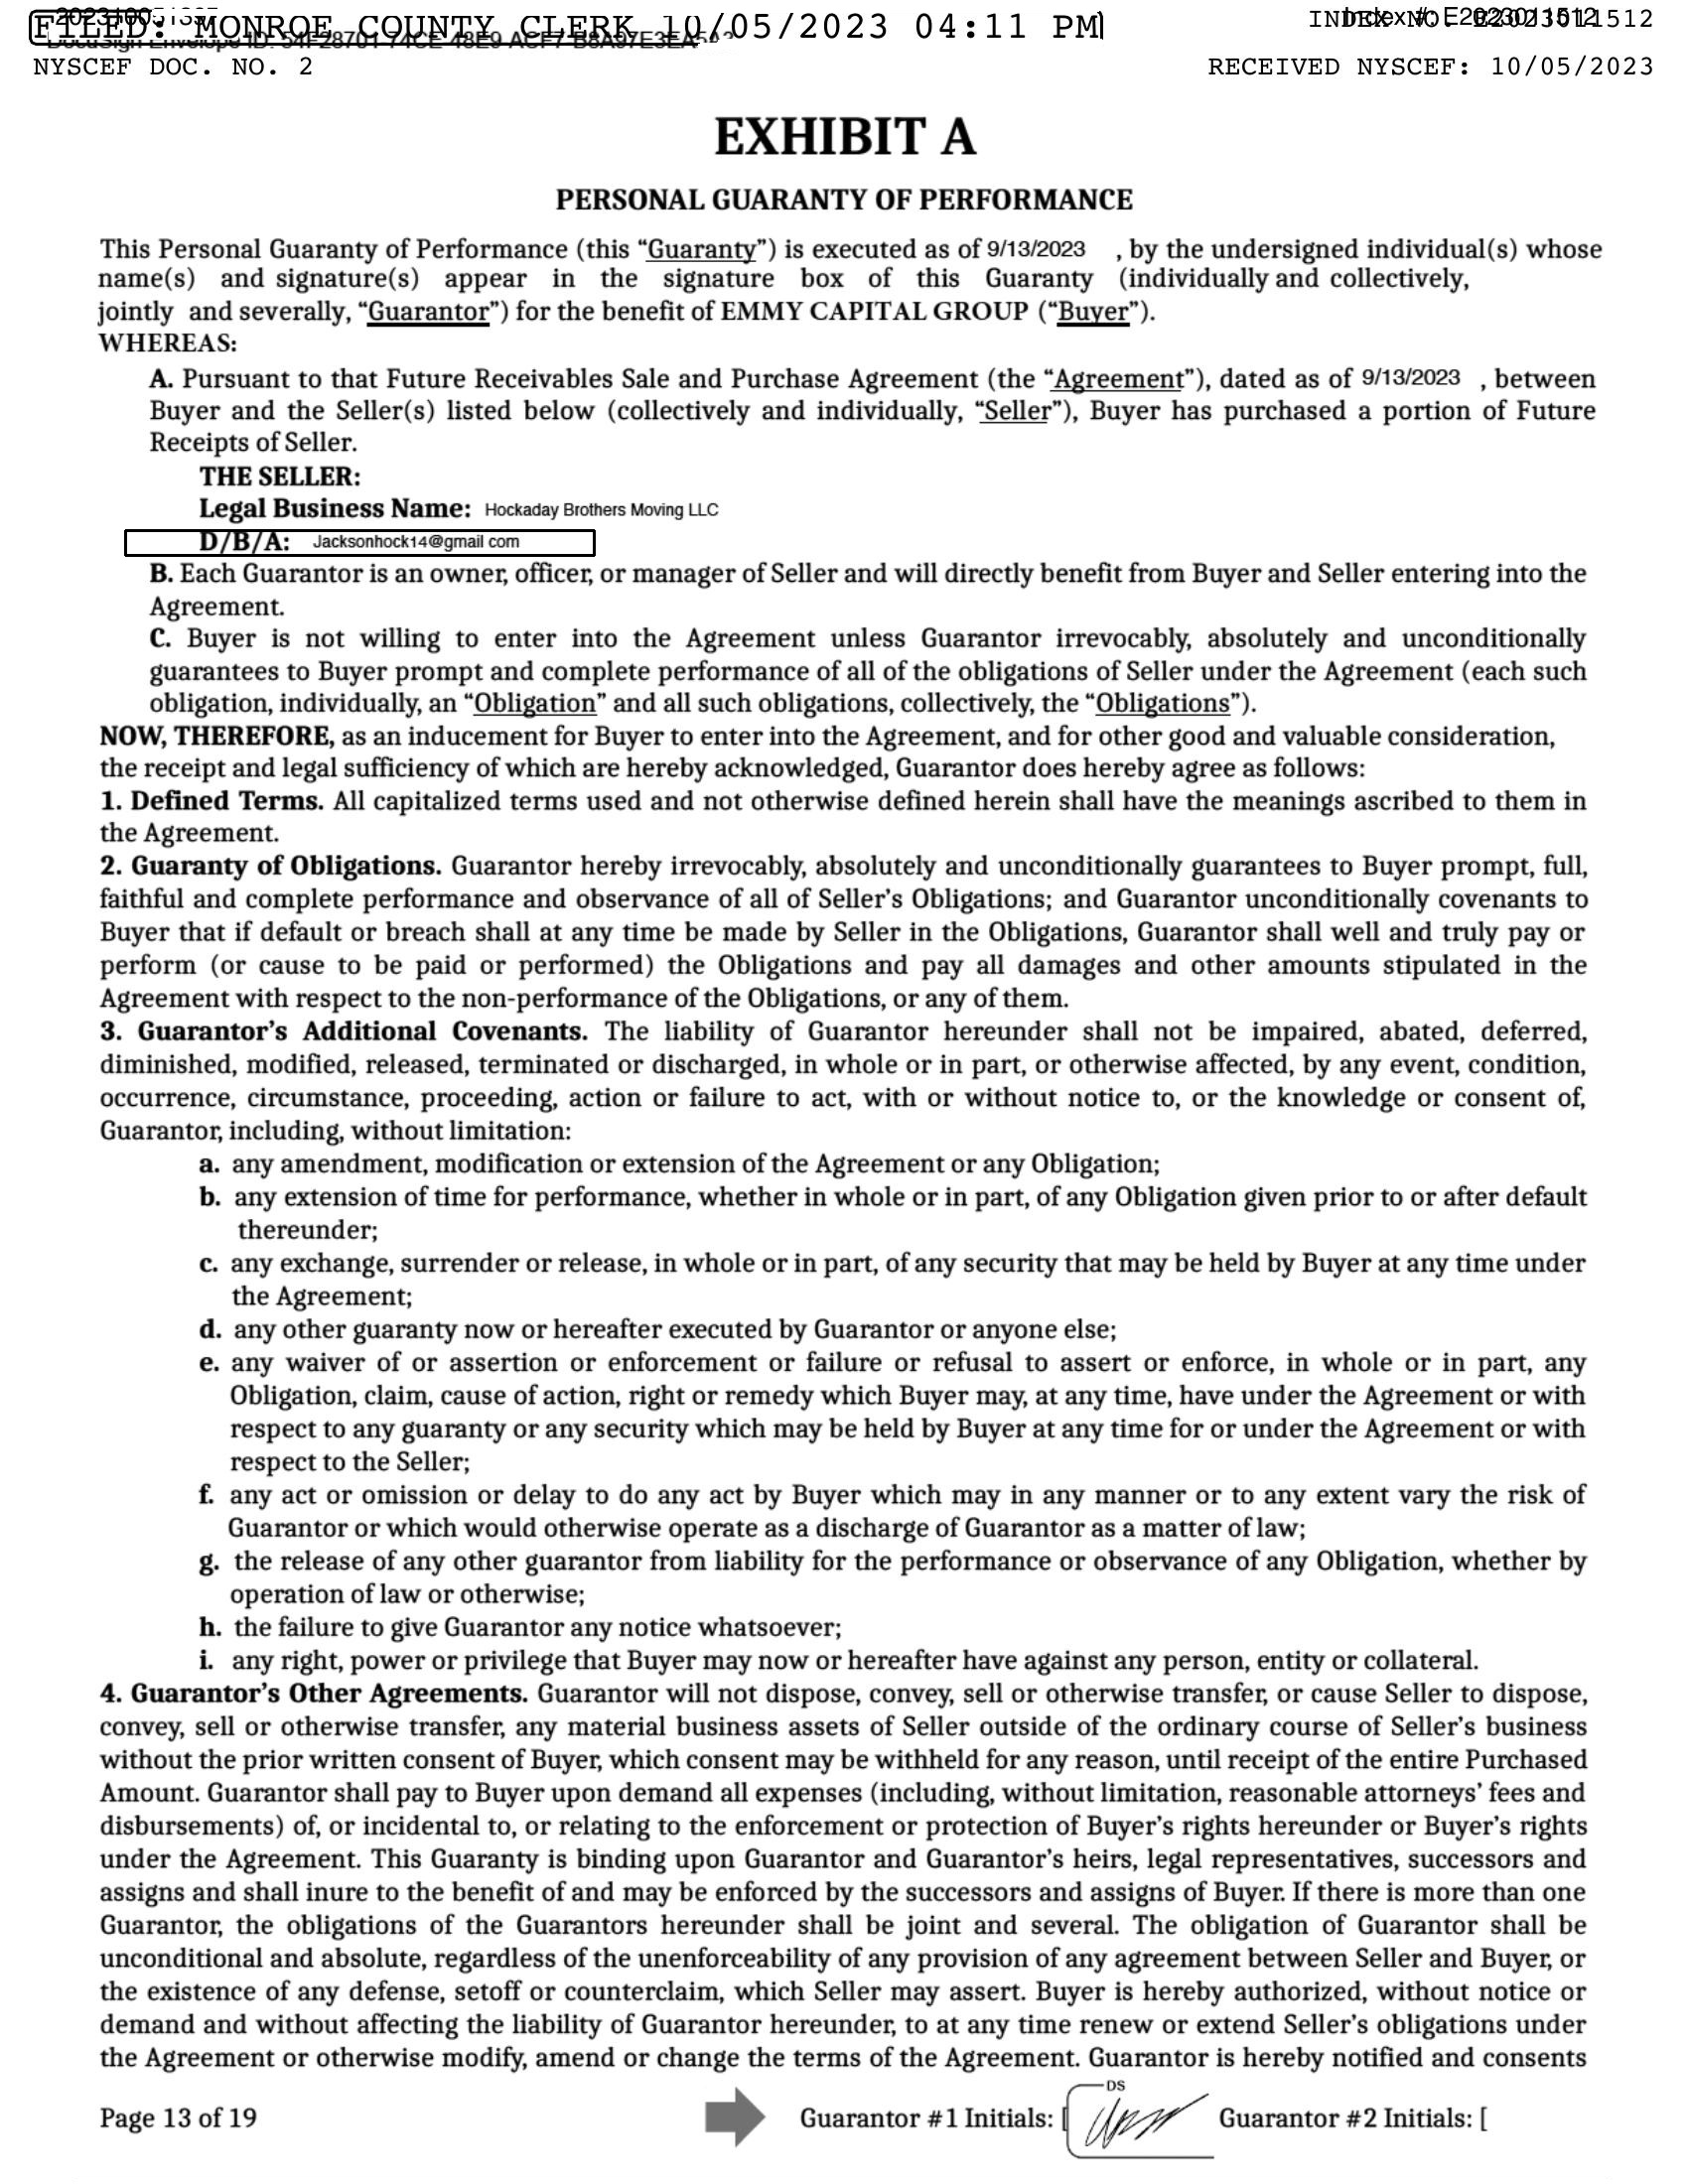 202310051337
FILED: MONROE COUNTY CLERK 10/05/2023 04:11 PM
INDEX NO. E2023011512
Index #: E2023011512
DocuSign Envelope ID:
NYSCEF DOC. NO. 2
RECEIVED NYSCEF: 10/05/2023
EXHIBIT A
PERSONAL GUARANTY OF PERFORMANCE
This Personal Guaranty of Performance (this “Guaranty”) is executed as of 9/13/2023 , by the undersigned individual(s) whose
name(s) and signature(s) appear in the signature box of this Guaranty (individually and collectively,
jointly and severally, “Guarantor”) for the benefit of EMMY CAPITAL GROUP (“Buyer”).
WHEREAS:
A. Pursuant to that Future Receivables Sale and Purchase Agreement (the “Agreement”), dated as of 9/13/2023 , between
Buyer and the Seller(s) listed below (collectively and individually, “Seller”), Buyer has purchased a portion of Future
Receipts of Seller.
THE SELLER:
Legal Business Name: Hockaday Brothers Moving LLC
D/B/A: Jacksonhock14@gmail com
B. Each Guarantor is an owner, officer, or manager of Seller and will directly benefit from Buyer and Seller entering into the
Agreement.
C. Buyer is not willing to enter into the Agreement unless Guarantor irrevocably, absolutely and unconditionally
guarantees to Buyer prompt and complete performance of all of the obligations of Seller under the Agreement (each such
obligation, individually, an “Obligation” and all such obligations, collectively, the “Obligations”).
NOW, THEREFORE, as an inducement for Buyer to enter into the Agreement, and for other good and valuable consideration,
the receipt and legal sufficiency of which are hereby acknowledged, Guarantor does hereby agree as follows:
1. Defined Terms. All capitalized terms used and not otherwise defined herein shall have the meanings ascribed to them in
the Agreement.
2. Guaranty of Obligations. Guarantor hereby irrevocably, absolutely and unconditionally guarantees to Buyer prompt, full,
faithful and complete performance and observance of all of Seller’s Obligations; and Guarantor unconditionally covenants to
Buyer that if default or breach shall at any time be made by Seller in the Obligations, Guarantor shall well and truly pay or
perform (or cause to be paid or performed) the Obligations and pay all damages and other amounts stipulated in the
Agreement with respect to the non-performance of the Obligations, or any of them.
3. Guarantor’s Additional Covenants. The liability of Guarantor hereunder shall not be impaired, abated, deferred,
diminished, modified, released, terminated or discharged, in whole or in part, or otherwise affected, by any event, condition,
occurrence, circumstance, proceeding, action or failure to act, with or without notice to, or the knowledge or consent of,
Guarantor, including, without limitation:
a. any amendment, modification or extension of the Agreement or any Obligation;
b. any extension of time for performance, whether in whole or in part, of any Obligation given prior to or after default
thereunder;
c. any exchange, surrender or release, in whole or in part, of any security that may be held by Buyer at any time under
the Agreement;
d. any other guaranty now or hereafter executed by Guarantor or anyone else;
e. any waiver of or assertion or enforcement or failure or refusal to assert or enforce, in whole or in part, any
Obligation, claim, cause of action, right or remedy which Buyer may, at any time, have under the Agreement or with
respect to any guaranty or any security which may be held by Buyer at any time for or under the Agreement or with
respect to the Seller;
f. any act or omission or delay to do any act by Buyer which may in any manner or to any extent vary the risk of
Guarantor or which would otherwise operate as a discharge of Guarantor as a matter of law;
g. the release of any other guarantor from liability for the performance or observance of any Obligation, whether by
operation of law or otherwise;
h. the failure to give Guarantor any notice whatsoever;
i. any right, power or privilege that Buyer may now or hereafter have against any person, entity or collateral.
4. Guarantor’s Other Agreements. Guarantor will not dispose, convey, sell or otherwise transfer, or cause Seller to dispose,
convey, sell or otherwise transfer, any material business assets of Seller outside of the ordinary course of Seller’s business
without the prior written consent of Buyer, which consent may be withheld for any reason, until receipt of the entire Purchased
Amount. Guarantor shall pay to Buyer upon demand all expenses (including, without limitation, reasonable attorneys’ fees and
disbursements) of, or incidental to, or relating to the enforcement or protection of Buyer’s rights hereunder or Buyer’s rights
under the Agreement. This Guaranty is binding upon Guarantor and Guarantor’s heirs, legal representatives, successors and
assigns and shall inure to the benefit of and may be enforced by the successors and assigns of Buyer. If there is more than one
Guarantor, the obligations of the Guarantors hereunder shall be joint and several. The obligation of Guarantor shall be
unconditional and absolute, regardless of the unenforceability of any provision of any agreement between Seller and Buyer, or
the existence of any defense, setoff or counterclaim, which Seller may assert. Buyer is hereby authorized, without notice or
demand and without affecting the liability of Guarantor hereunder, to at any time renew or extend Seller’s obligations under
the Agreement or otherwise modify, amend or change the terms of the Agreement. Guarantor is hereby notified and consents
DS
Page 13 of 19
Guarantor #1 Initials: [
Guarantor #2 Initials: [